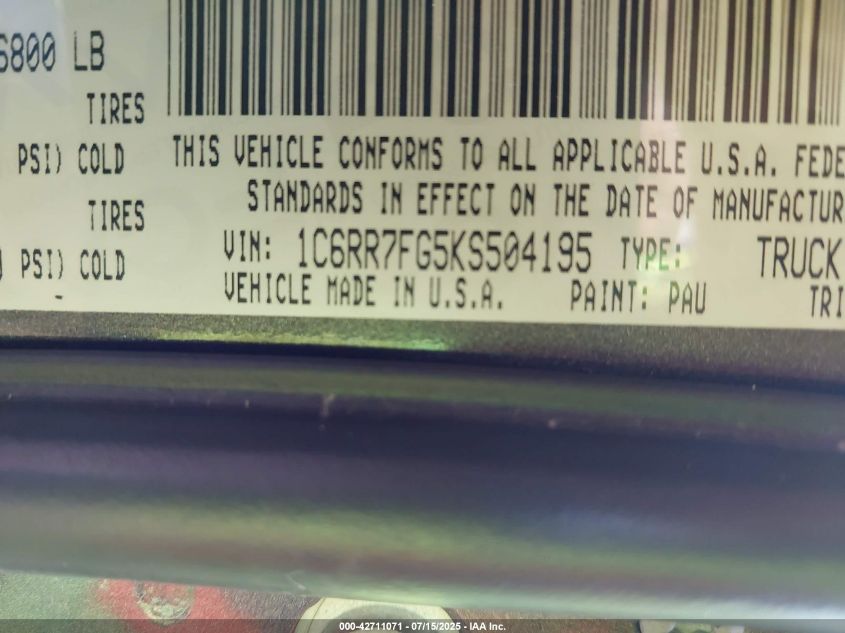 6800 LB
TIRES
PSI) COLD
TIRES
PSI) COLD
THIS VEHICLE CONFORMS TO ALL APPLICABLE U.S.A. FEDE
STANDARDS IN EFFECT ON THE DATE OF MANUFACTUR
VIN: 1C6RR7FG5KS504195 TYPE: TRUCK
VEHICLE MADE IN U.S.A. PAINT: PAU TRI
000-42711071 - 07/15/2025 - IAA Inc.